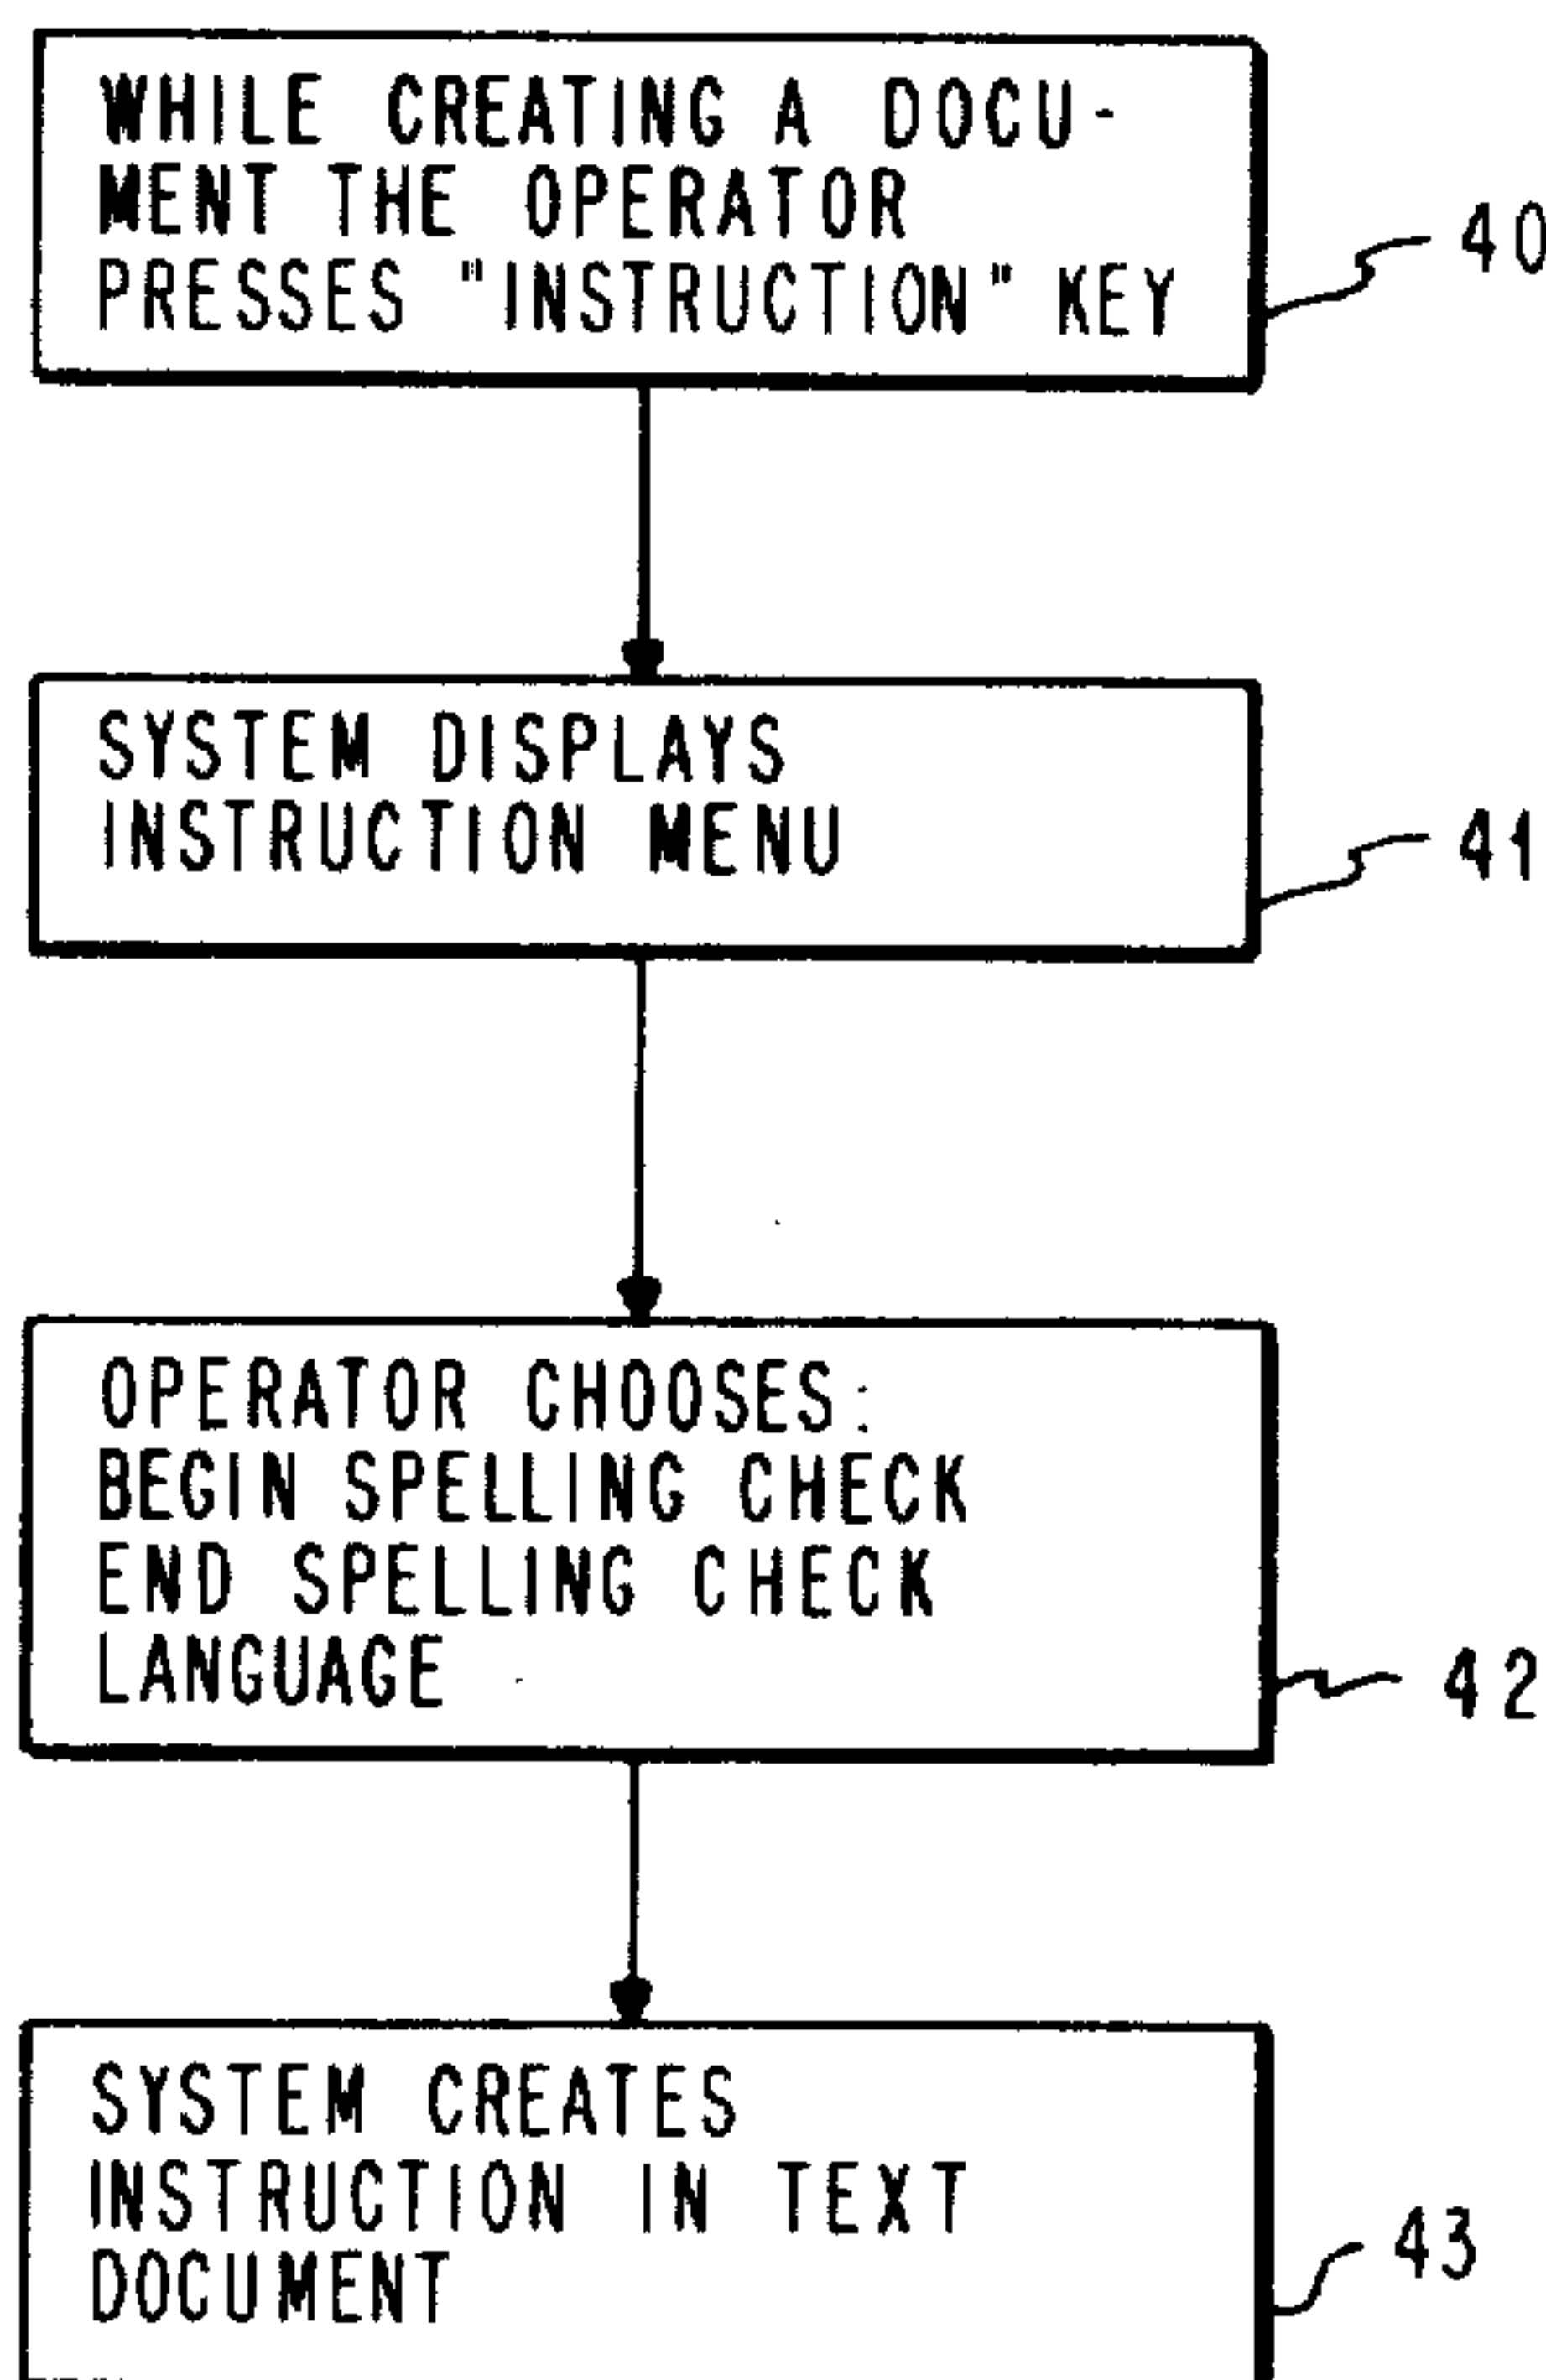 WHILE CREATING A DOCU-
MENT THE OPERATOR
PRESSES "INSTRUCTION" KEY
40
SYSTEM DISPLAYS
INSTRUCTION MENU
41
OPERATOR CHOOSES:
BEGIN SPELLING CHECK
END SPELLING CHECK
LANGUAGE
42
SYSTEM CREATES
INSTRUCTION IN TEXT
DOCUMENT
43